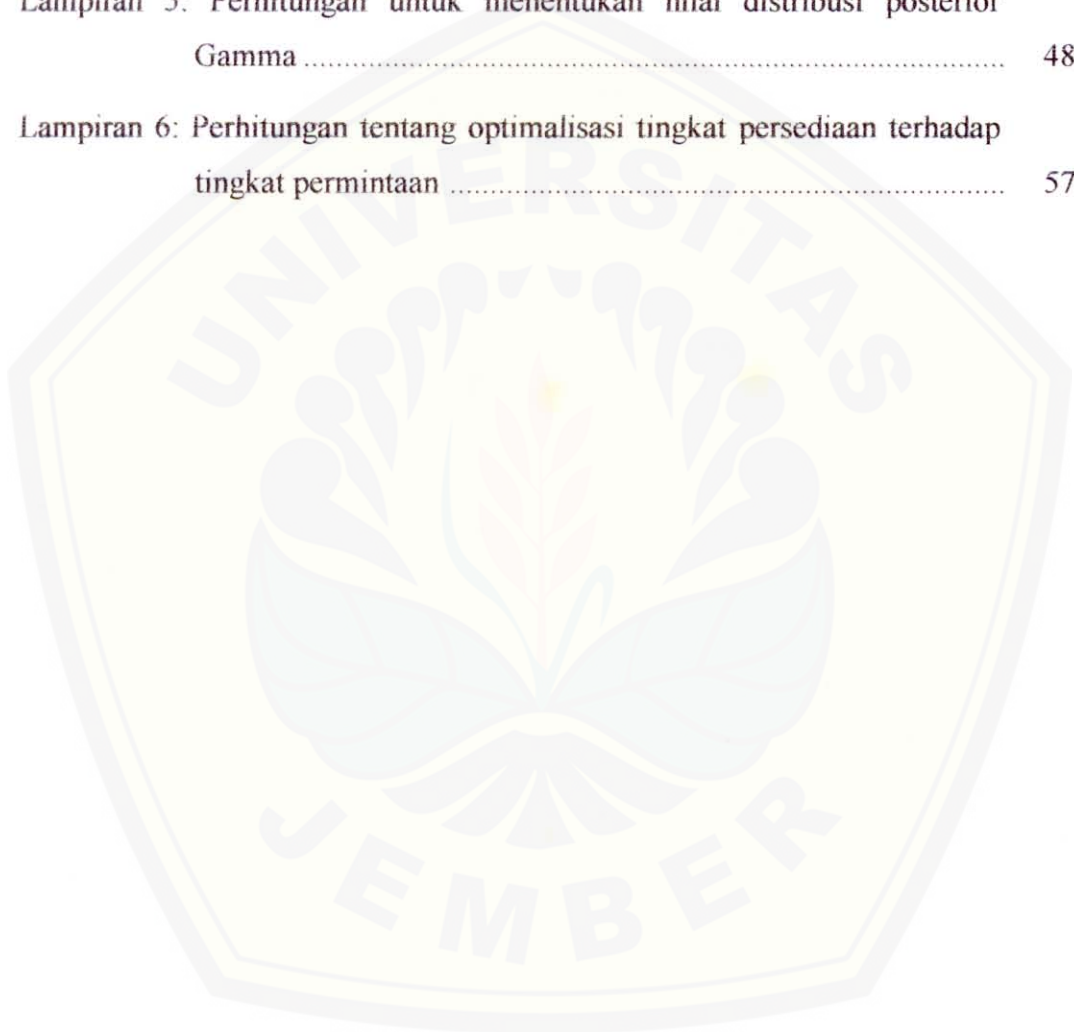 Lampiran 5: Perhitungan untuk menentukan nilai distribusi posterior
Gamma ........................................................................................ 48
Lampiran 6: Perhitungan tentang optimalisasi tingkat persediaan terhadap
tingkat permintaan ..................................................................... 57
UNIVERSITAS
JEMBER